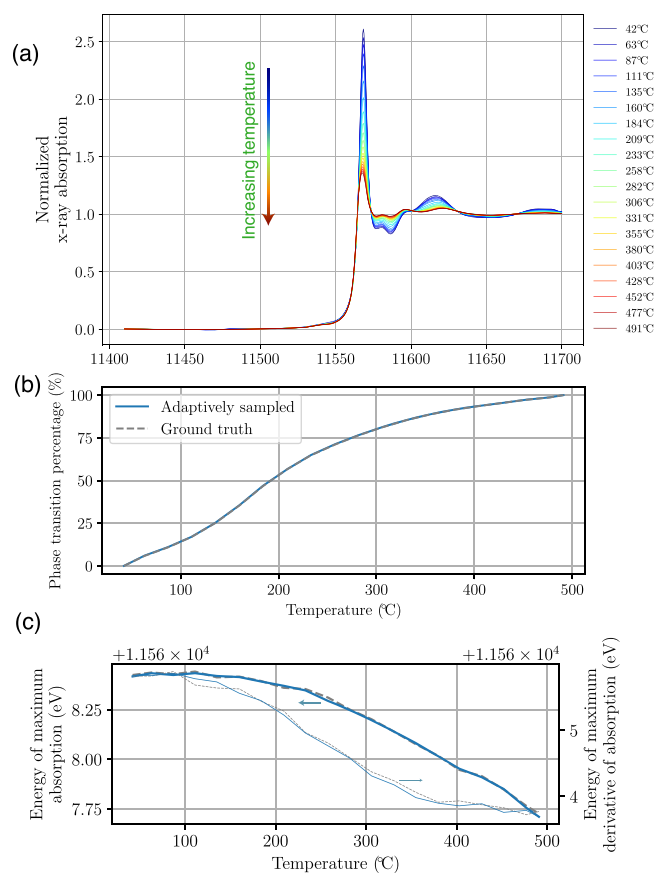 (a)
Normalized
x-ray absorption
2.5
2.0
1.5
1.0
0.5
0.0
Increasing temperature
11400 11450 11500 11550 11600 11650 11700
42℃
63℃
87℃
111℃
135℃
160℃
184℃
209℃
233℃
258℃
282℃
306℃
331℃
355℃
380℃
403℃
428℃
452℃
477℃
491℃
(b)
Phase transition percentage (%)
100
75
50
25
0
Adaptively sampled
Ground truth
100 200 300 400 500
Temperature (℃)
(c)
+1.156 × 10⁴ +1.156 × 10⁴
Energy of maximum
absorption (eV)
8.25
8.00
7.75
5
4
Energy of maximum
derivative of absorption (eV)
100 200 300 400 500
Temperature (℃)